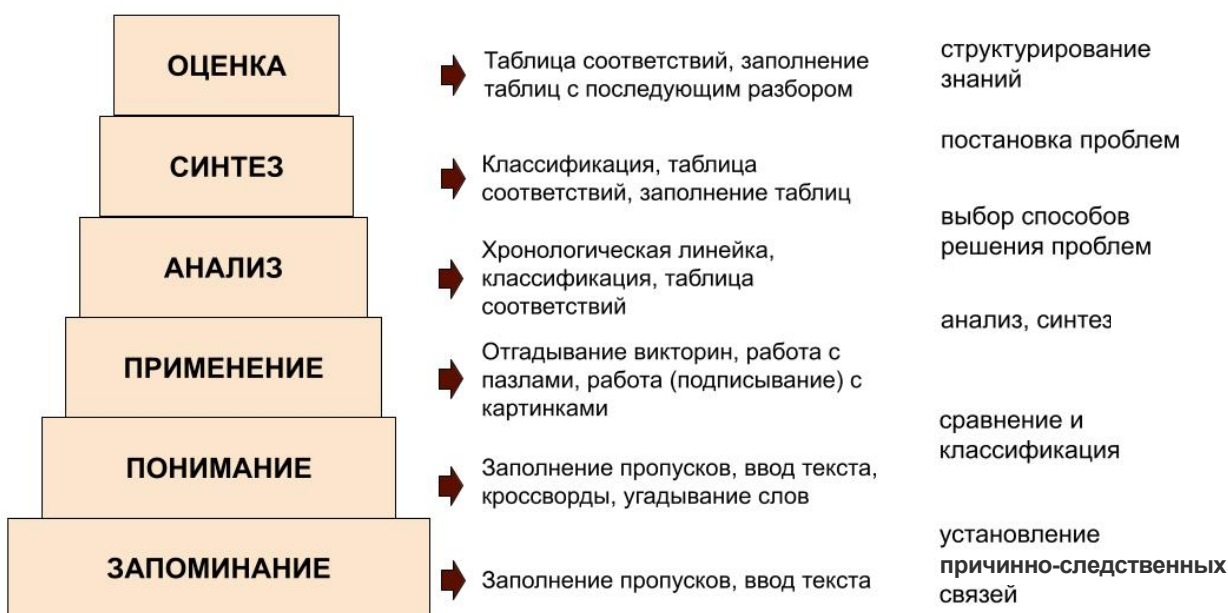 ОЦЕНКА
Таблица соответствий, заполнение
таблиц с последующим разбором
структурирование
знаний
СИНТЕЗ
Классификация, таблица
соответствий, заполнение таблиц
постановка проблем
АНАЛИЗ
Хронологическая линейка,
классификация, таблица
соответствий
выбор способов
решения проблем
ПРИМЕНЕНИЕ
Отгадывание викторин, работа с
пазлами, работа (подписывание) с
картинками
анализ, синтез
ПОНИМАНИЕ
Заполнение пропусков, ввод текста,
кроссворды, угадывание слов
сравнение и
классификация
ЗАПОМИНАНИЕ
Заполнение пропусков, ввод текста
установление
причинно-следственных
связей